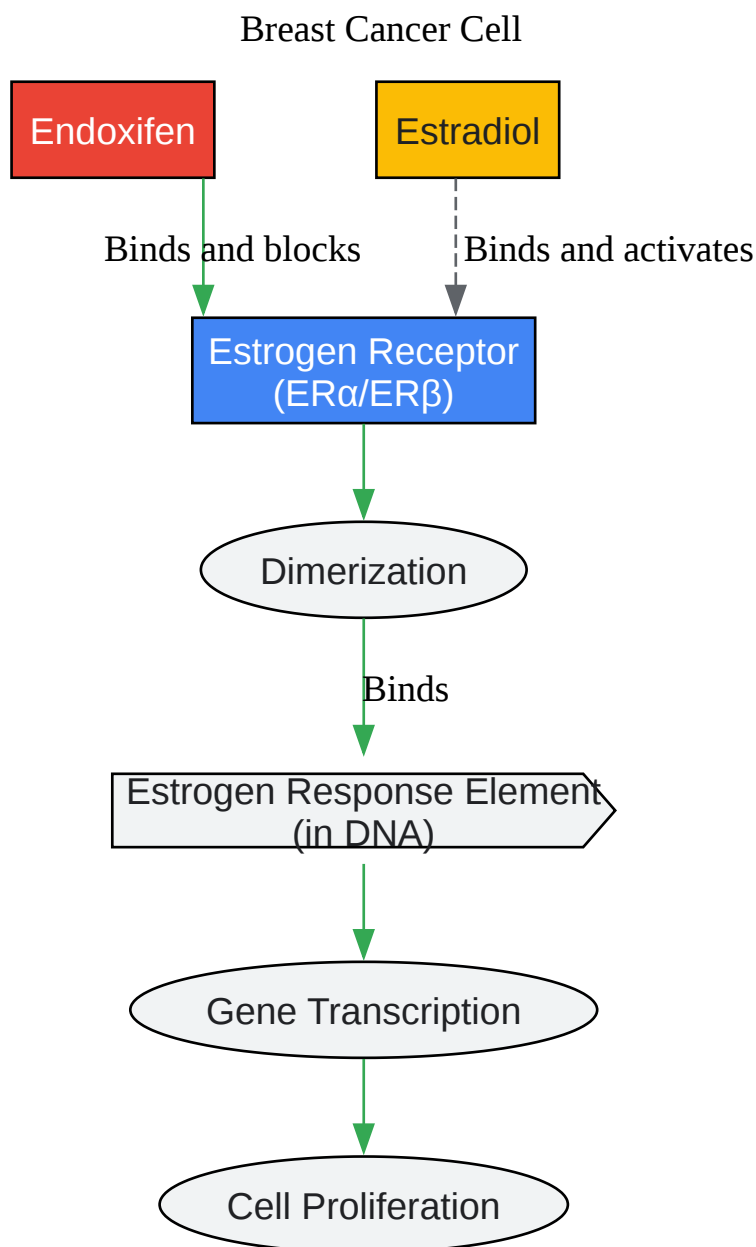 Breast Cancer Cell
Endoxifen
Estradiol
Binds and blocks
Binds and activates
Estrogen Receptor
(ERα/ERβ)
Dimerization
Binds
Estrogen Response Element
(in DNA)
Gene Transcription
Cell Proliferation